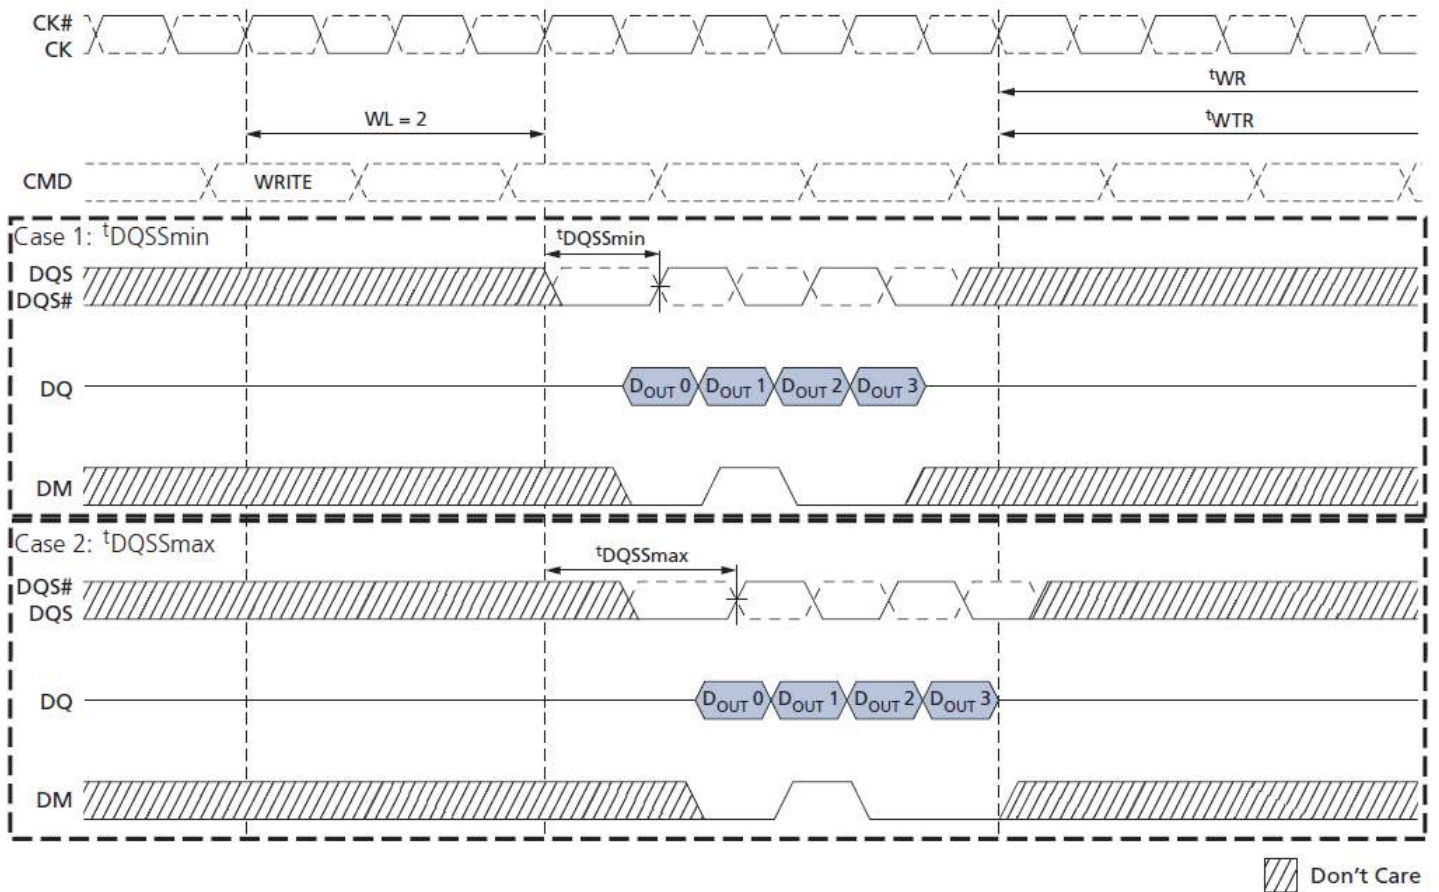 CK#
CK
tWR
WL = 2
tWTR
CMD
WRITE
Case 1: tDQSSmin
tDQSSmin
DQS
DQS#
DQ
DOUT 0 DOUT 1 DOUT 2 DOUT 3
DM
Case 2: tDQSSmax
tDQSSmax
DQS#
DQS
DQ
DOUT 0 DOUT 1 DOUT 2 DOUT 3
DM
Don't Care